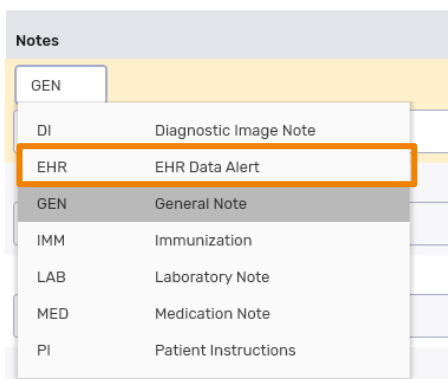 Notes
GEN
DI Diagnostic Image Note
EHR EHR Data Alert
GEN General Note
IMM Immunization
LAB Laboratory Note
MED Medication Note
PI Patient Instructions